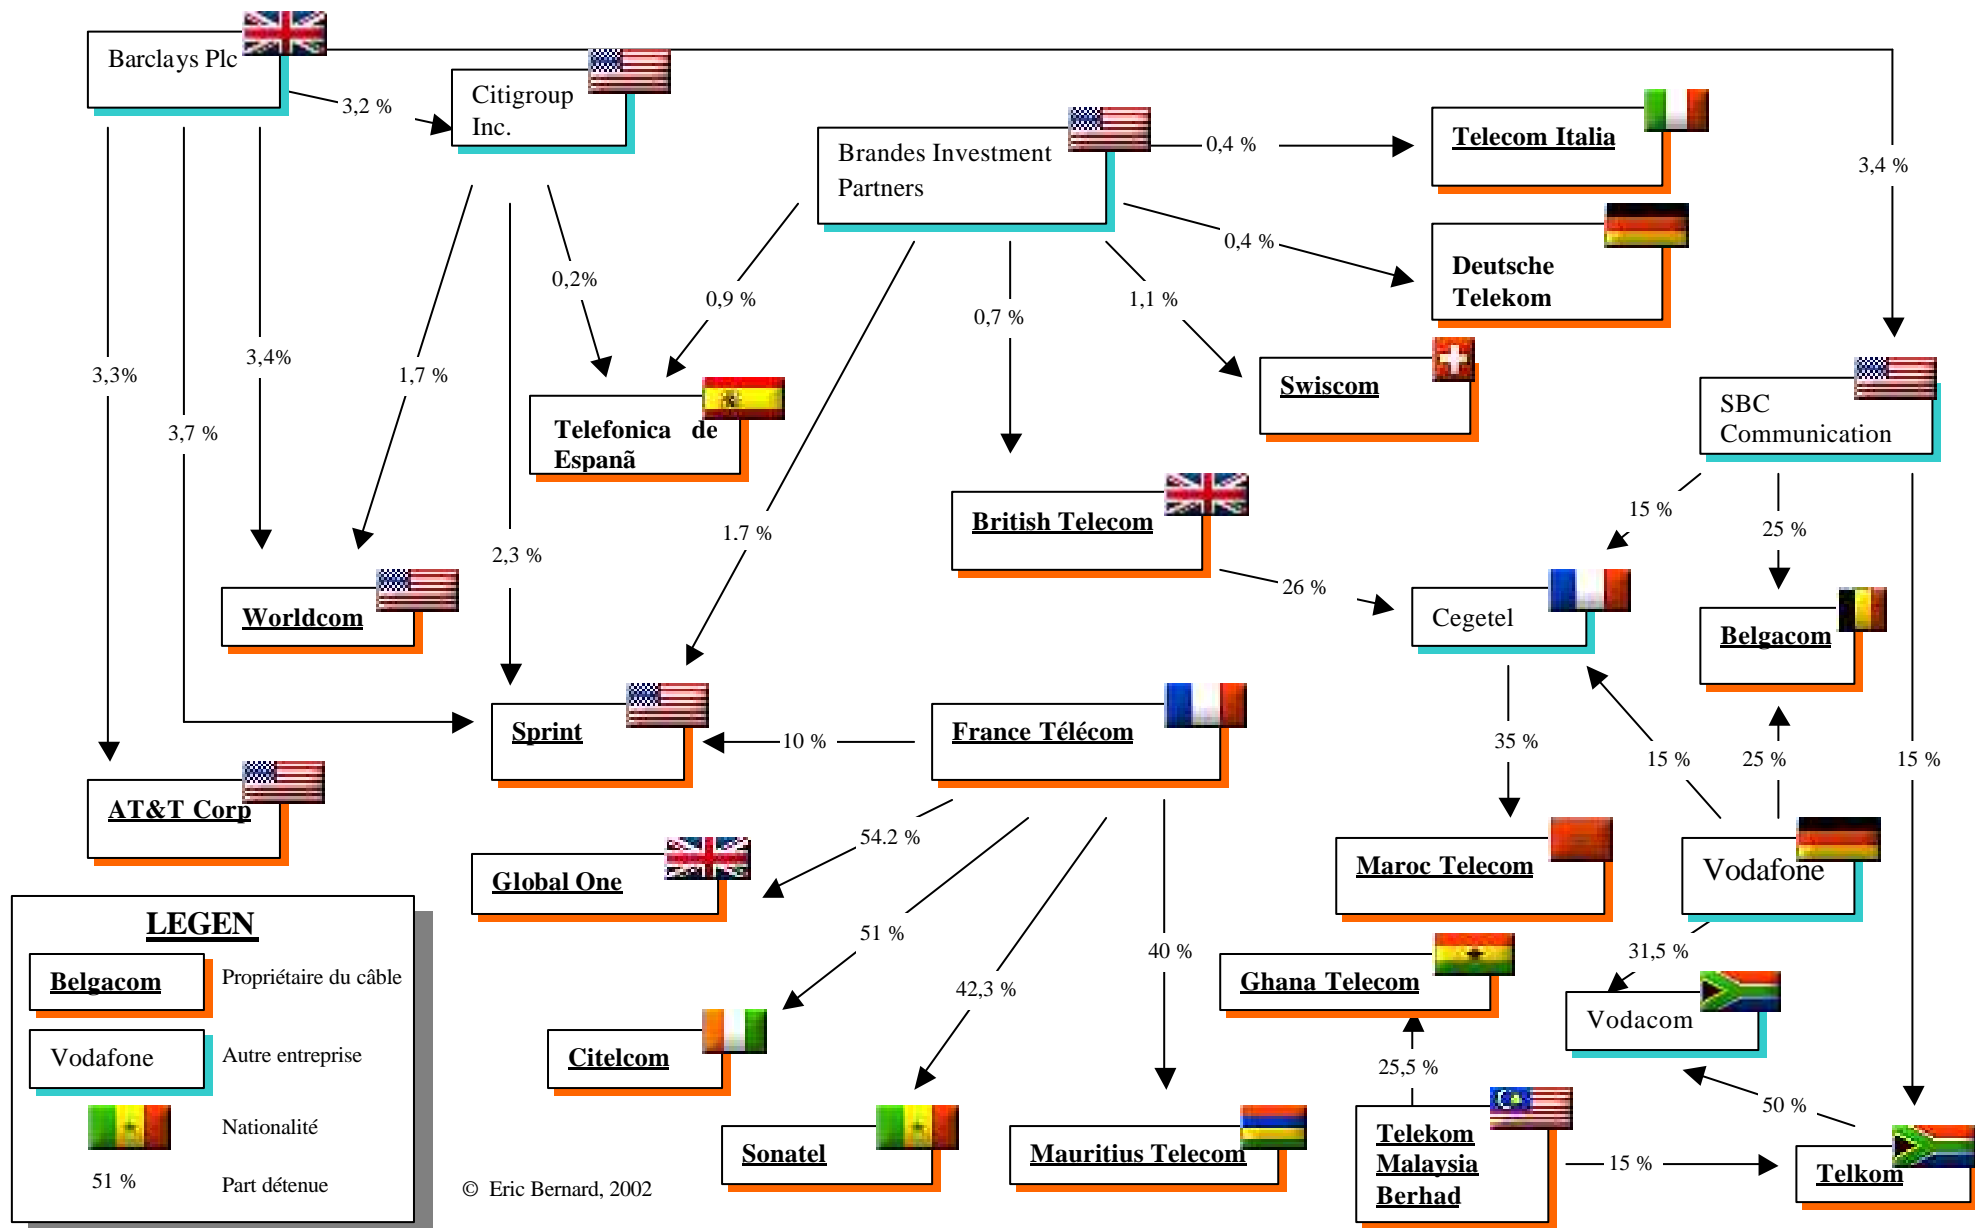 Barclays Plc
3,2 %
Citigroup
Inc.
Brandes Investment
Partners
0,4 %
Telecom Italia
3,4 %
0,4 %
Deutsche
Telekom
0,2%
0,9 %
0,7 %
1,1 %
3,3%
3,4%
1,7 %
3,7 %
Swiscom
SBC
Communication
Telefonica de
Espanã
British Telecom
15 %
25 %
2,3 %
1.7 %
26 %
Worldcom
Cegetel
Belgacom
Sprint
10 %
France Télécom
35 %
15 %
25 %
15 %
AT&T Corp
54.2 %
Global One
Maroc Telecom
Vodafone
51 %
40 %
31,5 %
42,3 %
Ghana Telecom
Vodacom
Citelcom
25,5 %
50 %
Sonatel
Mauritius Telecom
Telekom
Malaysia
Berhad
15 %
Telkom
LEGEN
Belgacom
Propriétaire du câble
Vodafone
Autre entreprise
Nationalité
51 %
Part détenue
© Eric Bernard, 2002